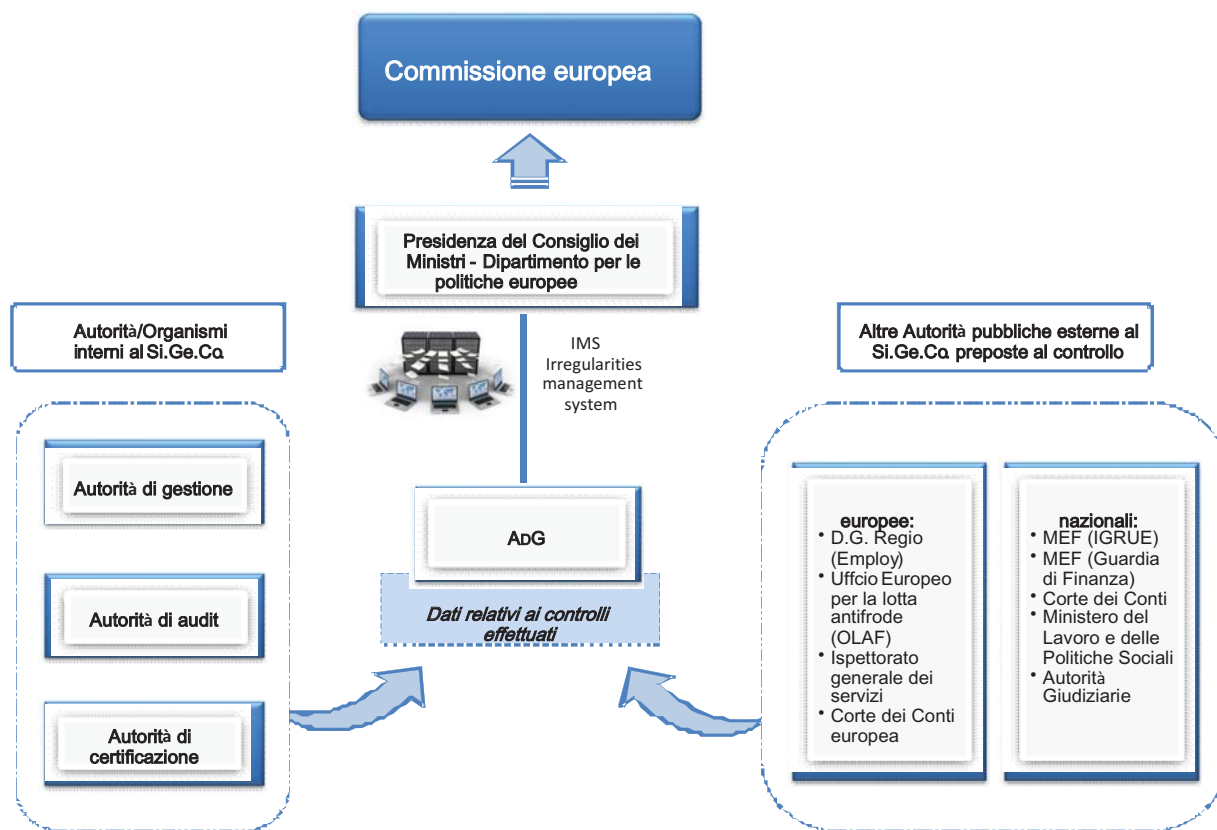 Commissione europea
Presidenza del Consiglio dei
Ministri - Dipartimento per le
politiche europee
Autorità/Organismi
interni al Si.Ge.Co.
IMS
Irregularities
management
system
Altre Autorità pubbliche esterne al
Si.Ge.Co. preposte al controllo
Autorità di gestione
Autorità di audit
Autorità di
certificazione
ADG
Dati relativi ai controlli
effettuati
europee:
• D.G. Regio
(Employ)
• Uffcio Europeo
per la lotta
antifrode
(OLAF)
• Ispettorato
generale dei
servizi
• Corte dei Conti
europea
nazionali:
• MEF (IGRUE)
• MEF (Guardia
di Finanza)
• Corte dei Conti
• Ministero del
Lavoro e delle
Politiche Sociali
• Autorità
Giudiziarie